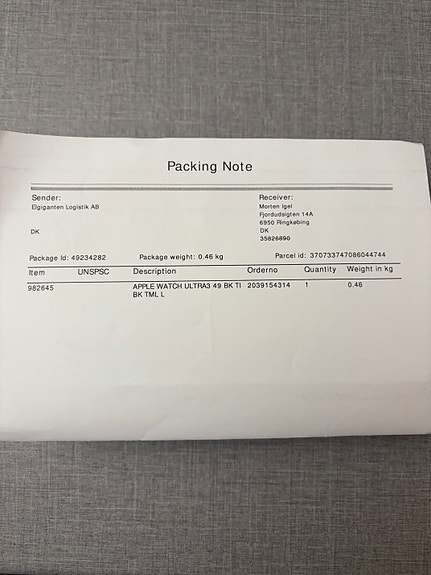 Packing Note
Sender:
Elgiganten Logistik AB
DK
Receiver:
Morten Igel
Fjordudsigten 14A
6950 Ringkøbing
DK
35826890
Package Id: 49234282 Package weight: 0.46 kg Parcel id: 370733747086044744
Item UNSPSC Description Orderno Quantity Weight in kg
982645 APPLE WATCH ULTRA3 49 BK TI 2039154314 1 0.46
BK TML L